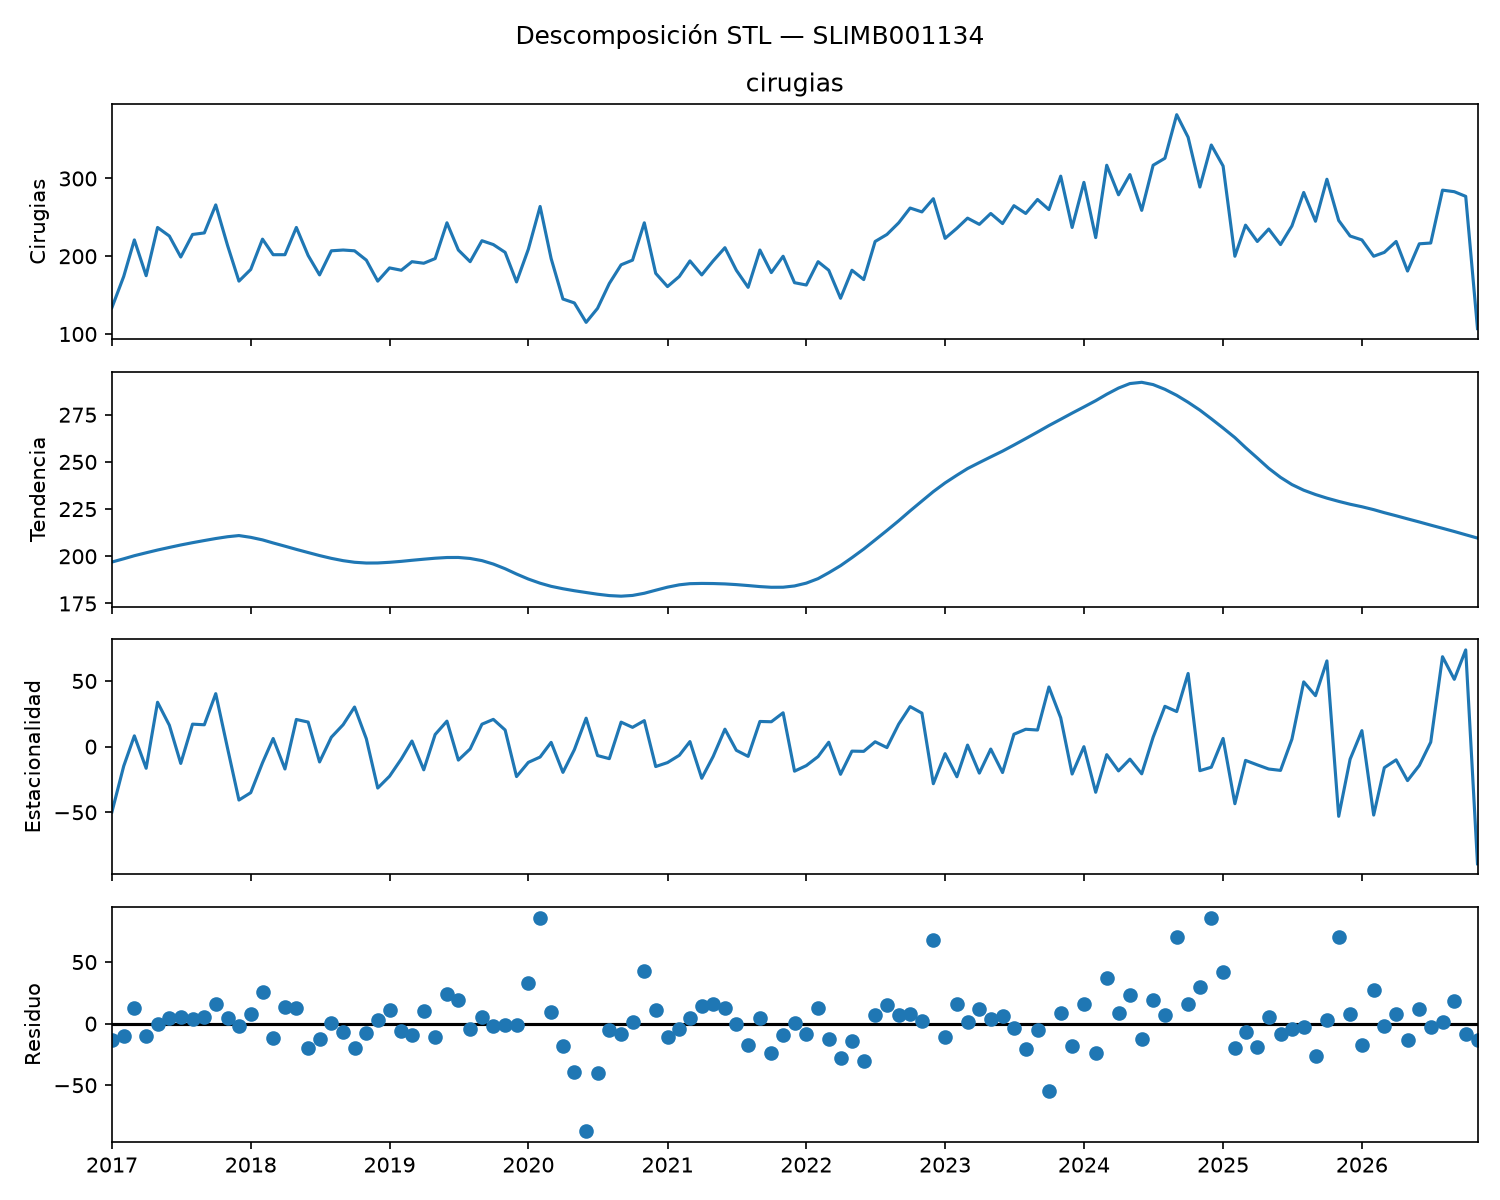 Descomposición STL — SLIMB001134
cirugias
Cirugias
300
200
100
Tendencia
275
250
225
200
175
Estacionalidad
50
0
−50
Residuo
50
0
−50
2017 2018 2019 2020 2021 2022 2023 2024 2025 2026